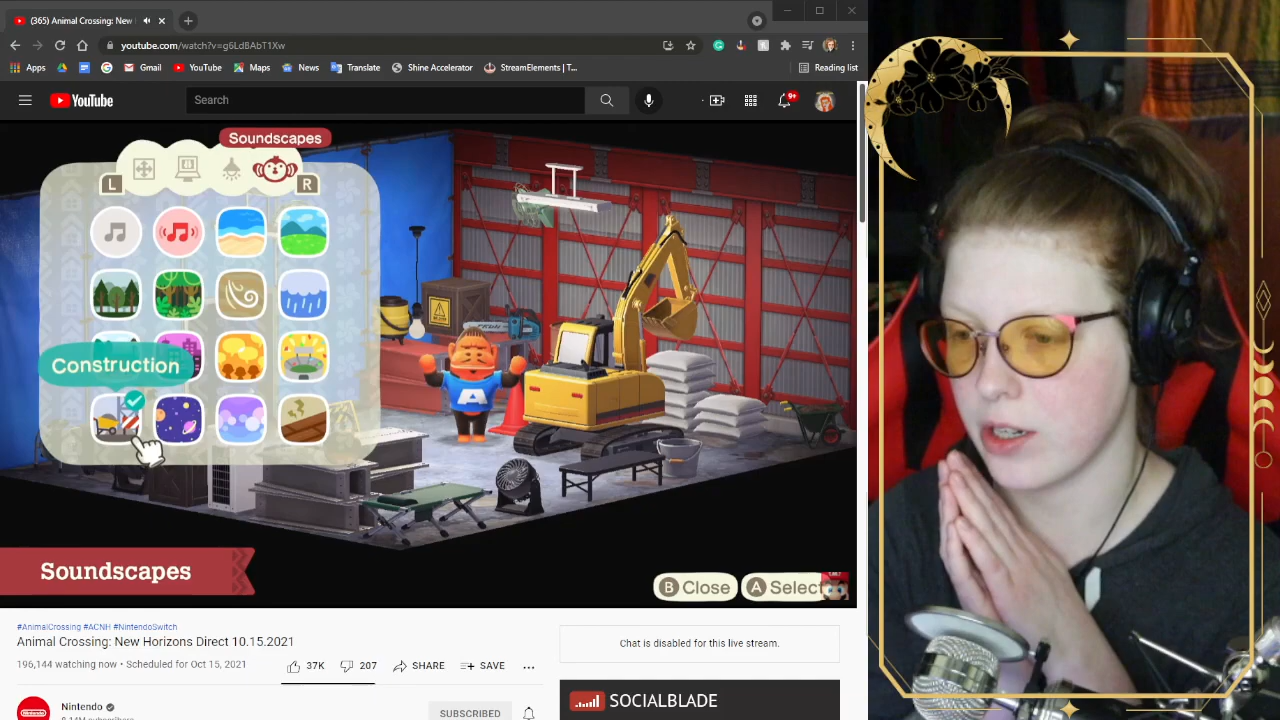 (365) Animal Crossing: New
youtube.com/watch?v=g6LdBAbT1Xw
Apps
Gmail
YouTube
Maps
News
Translate
Shine Accelerator
StreamElements | T...
Reading list
YouTube
Search
9+
Soundscapes
L
R
Construction
A
Soundscapes
B Close
A Select
#AnimalCrossing #ACNH #NintendoSwitch
Animal Crossing: New Horizons Direct 10.15.2021
196,144 watching now • Scheduled for Oct 15, 2021
37K
207
SHARE
SAVE
Chat is disabled for this live stream.
Nintendo
SUBSCRIBED
SOCIALBLADE